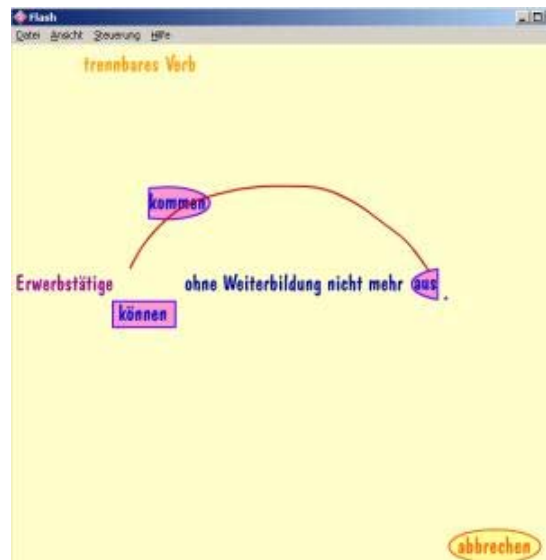 Flash
Datei Ansicht Steuerung Hilfe
trennbares Verb
kommen
Erwerbstätige ohne Weiterbildung nicht mehr aus .
können
abbrechen